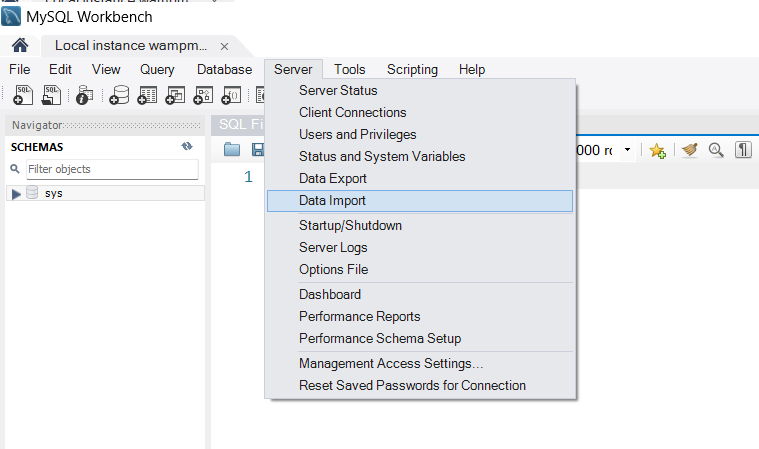 MySQL Workbench
Local instance wampm...
File Edit View Query Database Server Tools Scripting Help
Server Status
Client Connections
Users and Privileges
Status and System Variables
Data Export
Data Import
Startup/Shutdown
Server Logs
Options File
Dashboard
Performance Reports
Performance Schema Setup
Management Access Settings...
Reset Saved Passwords for Connection
SQL SQL
Navigator
SCHEMAS
Filter objects
sys
SQL Fi
000 rc
1